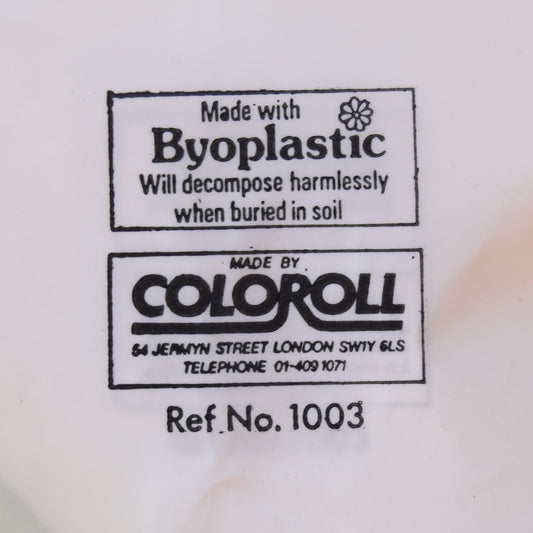 Made with
Byoplastic
Will decompose harmlessly
when buried in soil
MADE BY
COLOROLL
64 JERMYN STREET LONDON SW1Y 6LS
TELEPHONE 01-409 1071
Ref. No. 1003